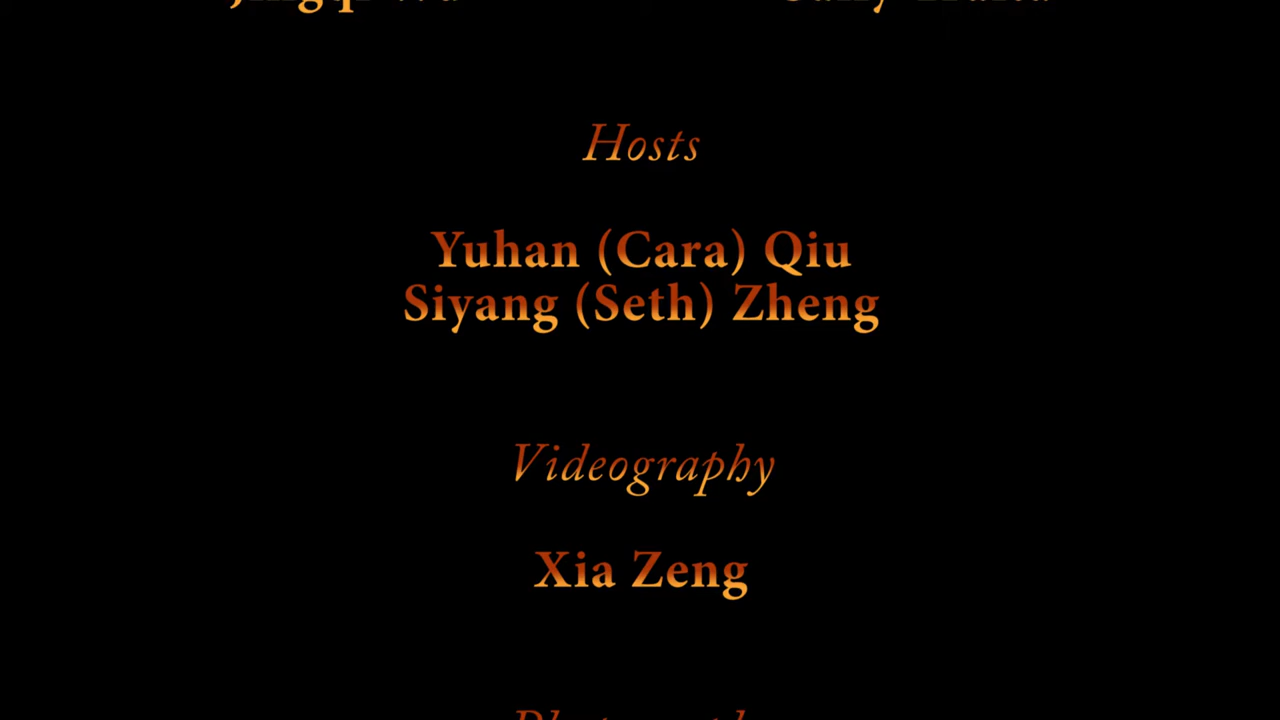 Hosts
Yuhan (Cara) Qiu
Siyang (Seth) Zheng
Videography
Xia Zeng